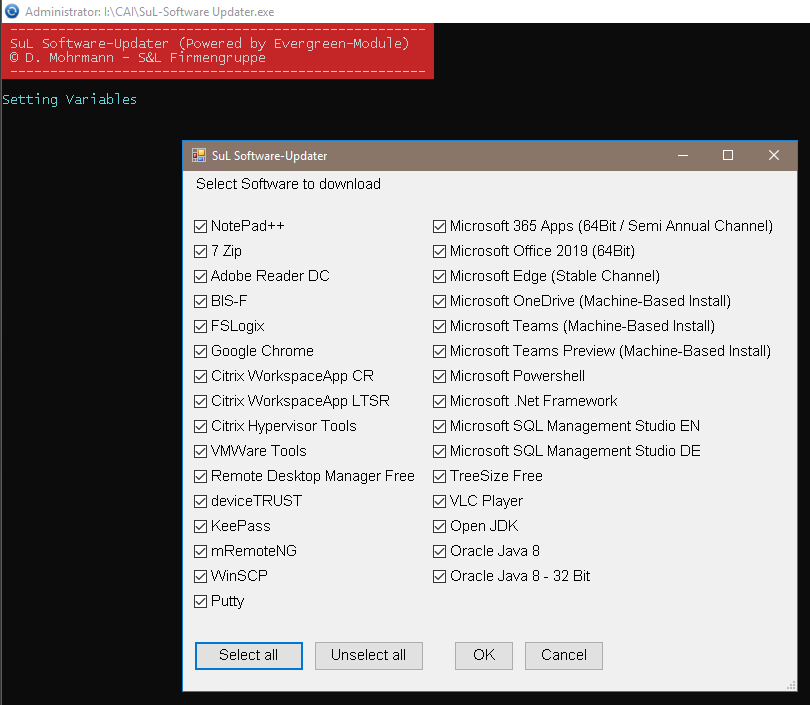 Administrator: I:\CAI\SuL-Software Updater.exe
----------------------------------------------------
SuL Software-Updater (Powered by Evergreen-Module)
© D. Mohrmann - S&L Firmengruppe
----------------------------------------------------
Setting Variables
SuL Software-Updater
Select Software to download
NotePad++
7 Zip
Adobe Reader DC
BIS-F
FSLogix
Google Chrome
Citrix WorkspaceApp CR
Citrix WorkspaceApp LTSR
Citrix Hypervisor Tools
VMWare Tools
Remote Desktop Manager Free
deviceTRUST
KeePass
mRemoteNG
WinSCP
Putty
Microsoft 365 Apps (64Bit / Semi Annual Channel)
Microsoft Office 2019 (64Bit)
Microsoft Edge (Stable Channel)
Microsoft OneDrive (Machine-Based Install)
Microsoft Teams (Machine-Based Install)
Microsoft Teams Preview (Machine-Based Install)
Microsoft Powershell
Microsoft .Net Framework
Microsoft SQL Management Studio EN
Microsoft SQL Management Studio DE
TreeSize Free
VLC Player
Open JDK
Oracle Java 8
Oracle Java 8 - 32 Bit
Select all
Unselect all
OK
Cancel